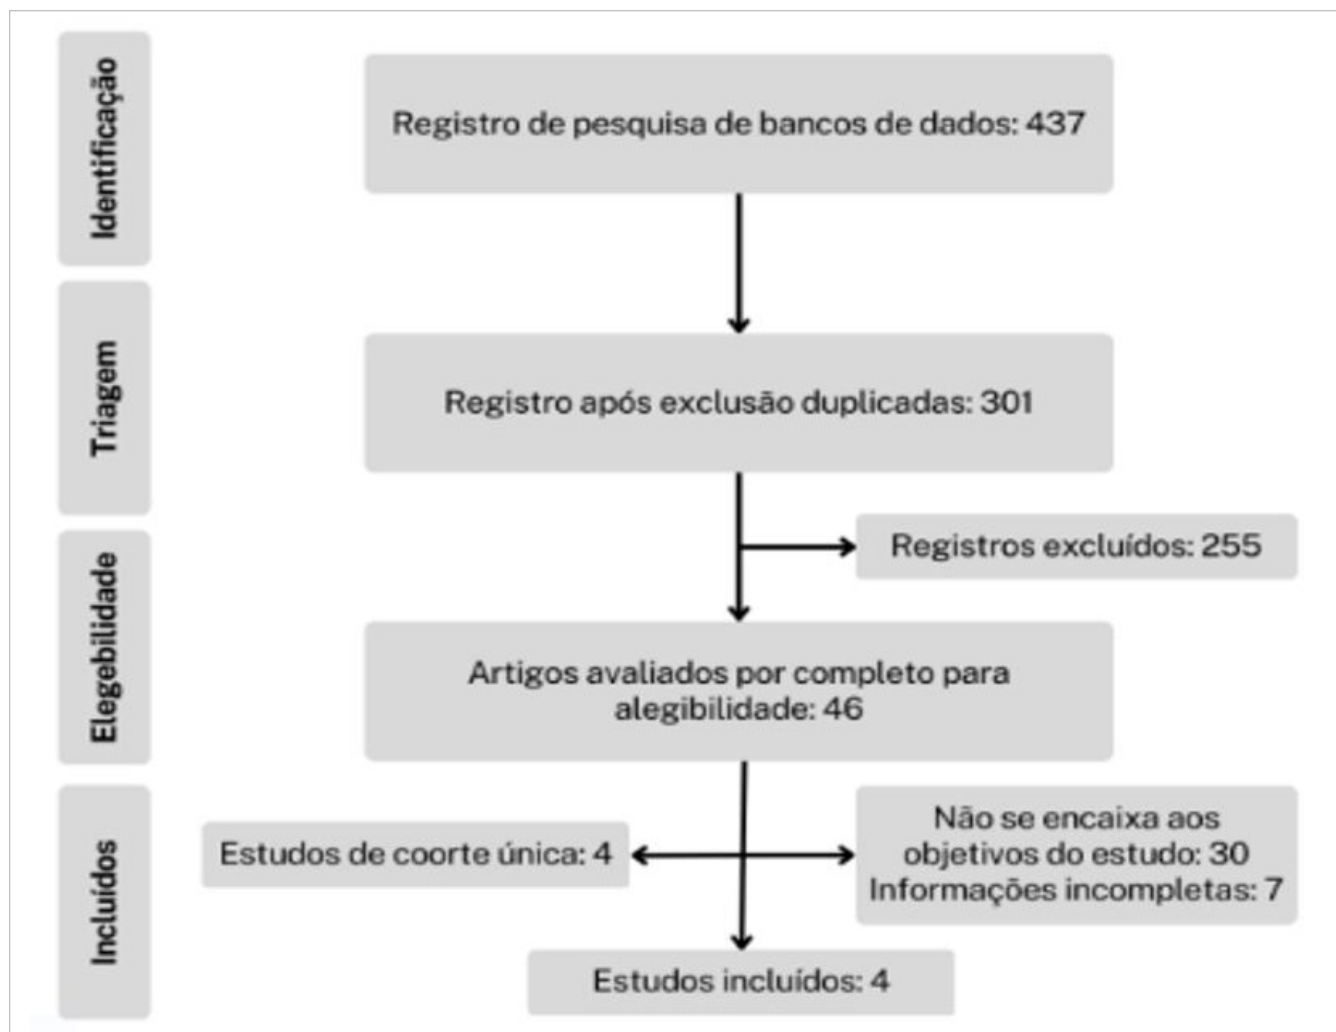 Identificação
Registro de pesquisa de bancos de dados: 437
Triagem
Registro após exclusão duplicadas: 301
Registros excluídos: 255
Elegebilidade
Artigos avaliados por completo para
alegibilidade: 46
Incluídos
Estudos de coorte única: 4
Não se encaixa aos
objetivos do estudo: 30
Informações incompletas: 7
Estudos incluídos: 4